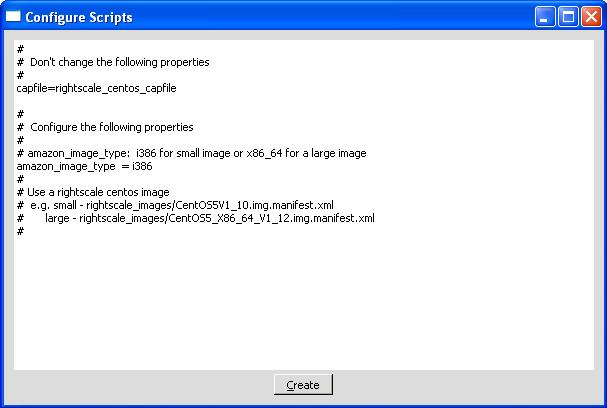 Configure Scripts
#
#  Don't change the following properties
#
capfile=rightscale_centos_capfile
#
#  Configure the following properties
#
# amazon_image_type:  i386 for small image or x86_64 for a large image
amazon_image_type  = i386
#
# Use a rightscale centos image
#  e.g. small - rightscale_images/CentOS5V1_10.img.manifest.xml
#       large - rightscale_images/CentOS5_X86_64_V1_12.img.manifest.xml
#
Create